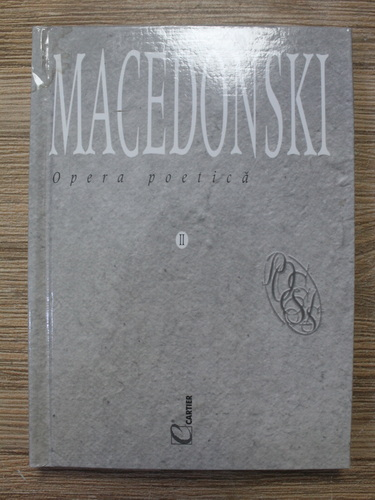 MACEDONSKI
Opera poetică
II
CARTIER